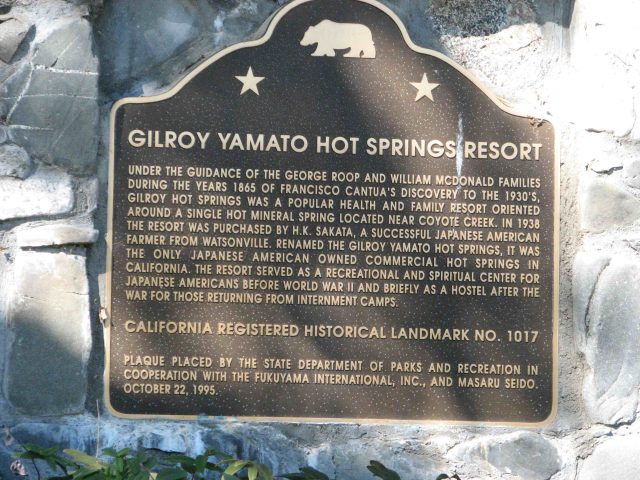 GILROY YAMATO HOT SPRINGS RESORT
UNDER THE GUIDANCE OF THE GEORGE ROOP AND WILLIAM MCDONALD FAMILIES
DURING THE YEARS 1865 OF FRANCISCO CANTUA'S DISCOVERY TO THE 1930'S,
GILROY HOT SPRINGS WAS A POPULAR HEALTH AND FAMILY RESORT ORIENTED
AROUND A SINGLE HOT MINERAL SPRING LOCATED NEAR COYOTE CREEK. IN 1938
THE RESORT WAS PURCHASED BY H.K. SAKATA, A SUCCESSFUL JAPANESE AMERICAN
FARMER FROM WATSONVILLE. RENAMED THE GILROY YAMATO HOT SPRINGS, IT WAS
THE ONLY JAPANESE AMERICAN OWNED COMMERCIAL HOT SPRINGS IN
CALIFORNIA. THE RESORT SERVED AS A RECREATIONAL AND SPIRITUAL CENTER FOR
JAPANESE AMERICANS BEFORE WORLD WAR II AND BRIEFLY AS A HOSTEL AFTER THE
WAR FOR THOSE RETURNING FROM INTERNMENT CAMPS.
CALIFORNIA REGISTERED HISTORICAL LANDMARK NO. 1017
PLAQUE PLACED BY THE STATE DEPARTMENT OF PARKS AND RECREATION IN
COOPERATION WITH THE FUKUYAMA INTERNATIONAL, INC., AND MASARU SEIDO,
OCTOBER 22, 1995.